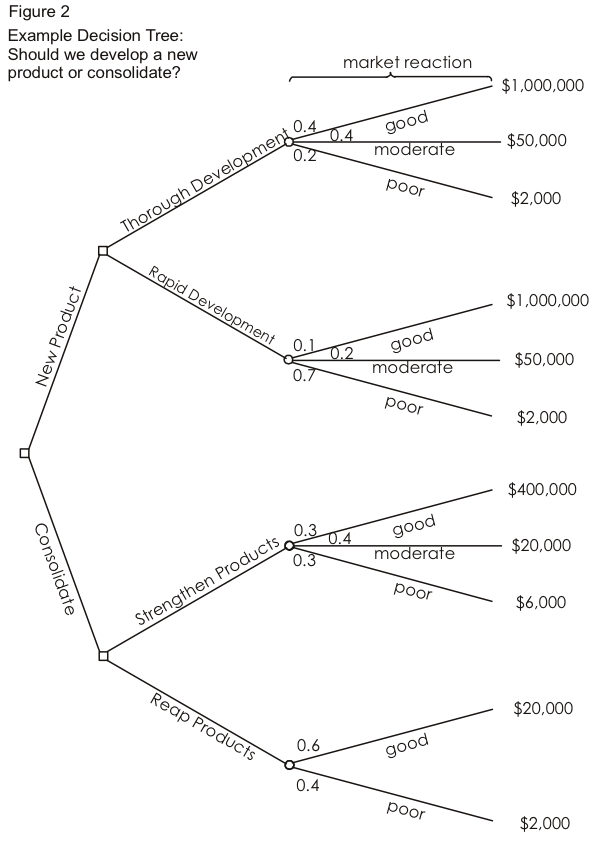 Figure 2
Example Decision Tree:
Should we develop a new
product or consolidate?
market reaction
$1,000,000
0.4
good
0.4
Thorough Development
$50,000
moderate
0.2
poor
$2,000
New Product
Rapid Development
$1,000,000
0.1
good
0.2
$50,000
moderate
0.7
poor
$2,000
Consolidate
$400,000
0.3
good
0.4
Strengthen Products
$20,000
moderate
0.3
poor
$6,000
Reap Products
$20,000
0.6
good
0.4
poor
$2,000